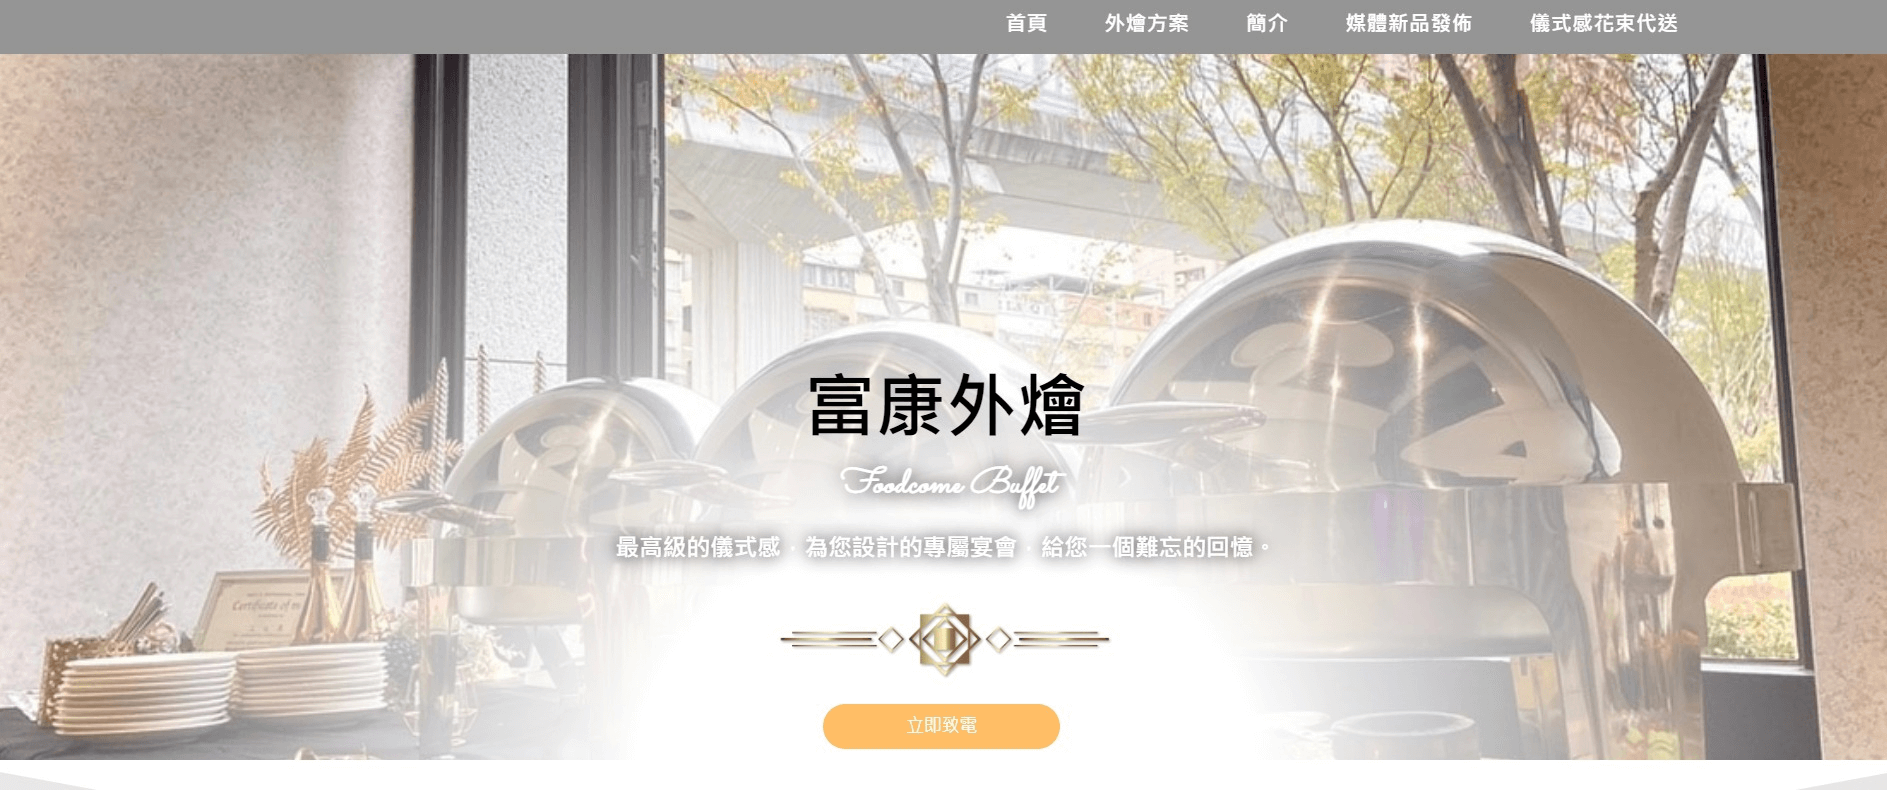 首頁 外燴方案 簡介 媒體新品發佈 儀式感花束代送
富康外燴
Foodcome Buffet
最高級的儀式感，為您設計的專屬宴會，給您一個難忘的回憶。
Certificate of
立即致電